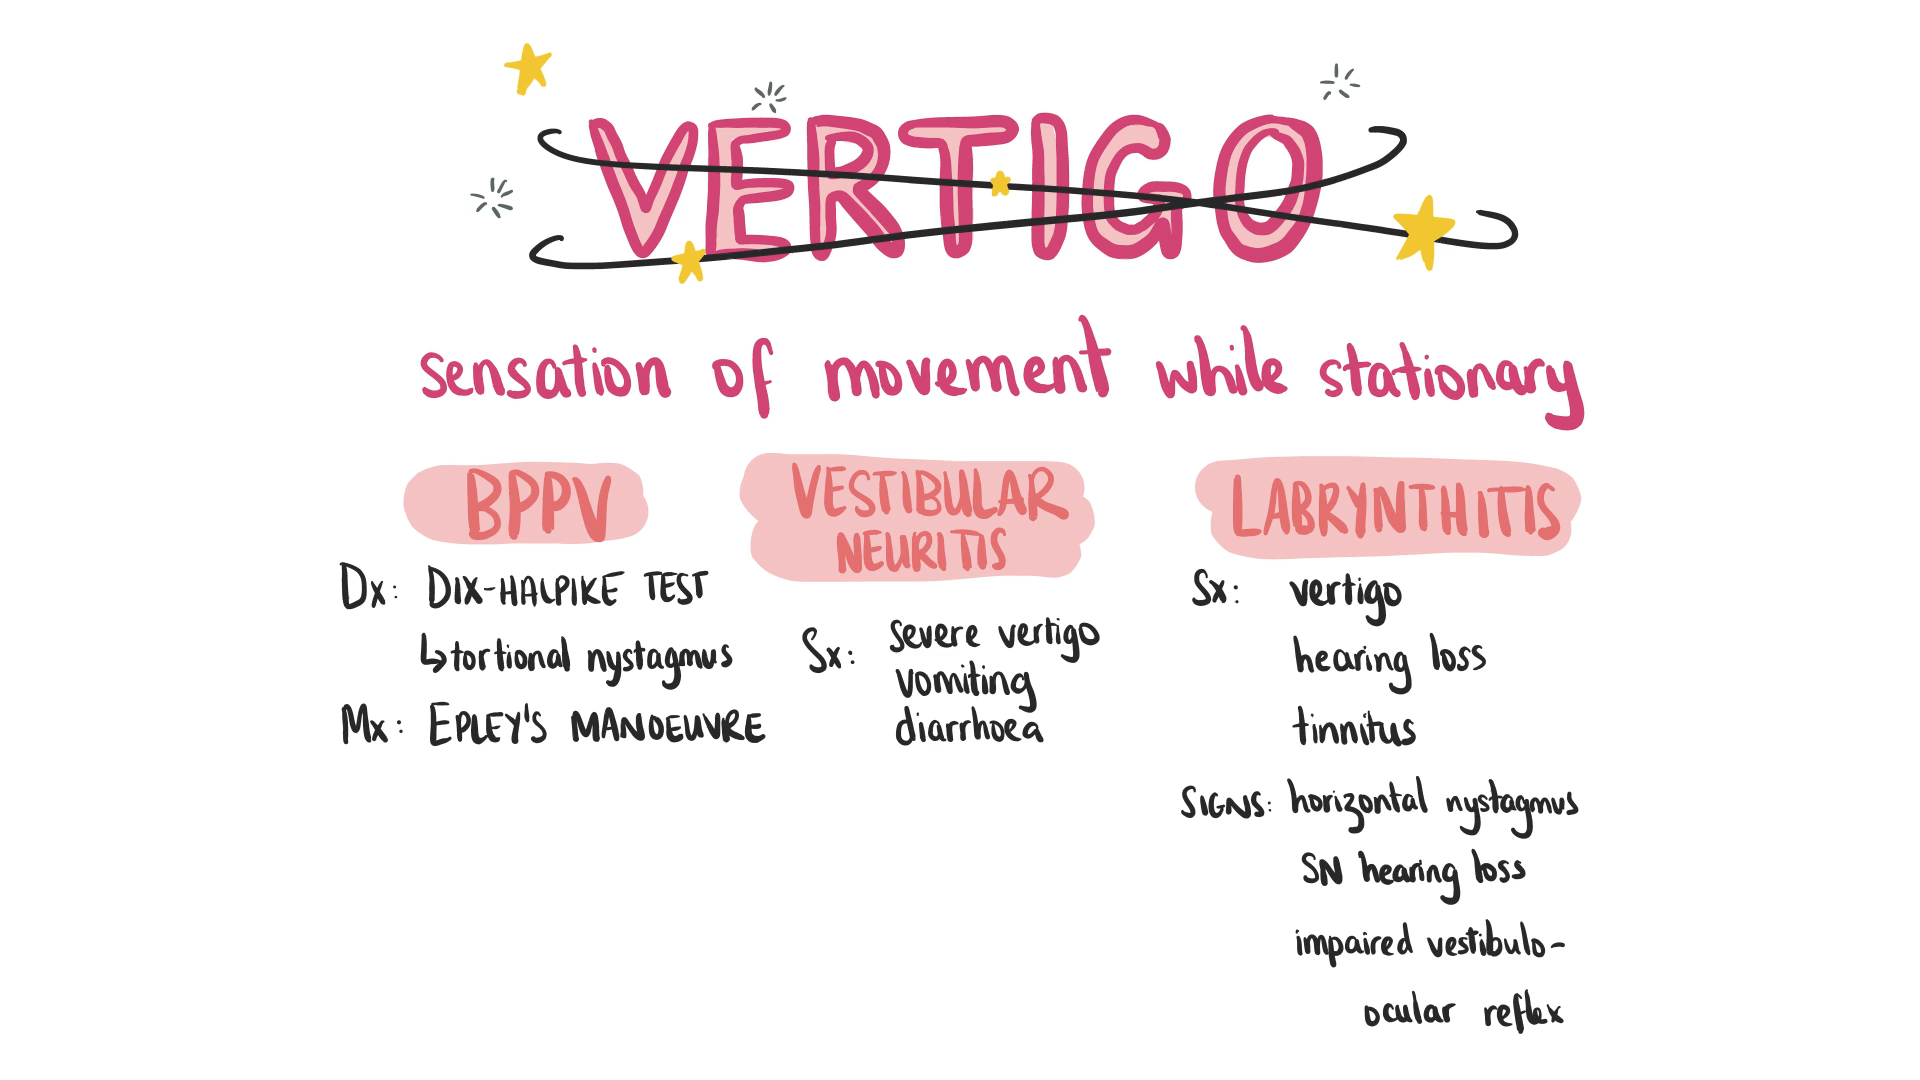 VERTIGO
sensation of movement while stationary
BPPV
Dx: DIX-HALPIKE TEST
↳tortional nystagmus
Mx: EPLEY'S MANOEUVRE
VESTIBULAR
NEURITIS
Sx: severe vertigo
vomiting
diarrhoea
LABRYNTHITIS
Sx: vertigo
hearing loss
tinnitus
SIGNS: horizontal nystagmus
SN hearing loss
impaired vestibulo-
ocular reflex